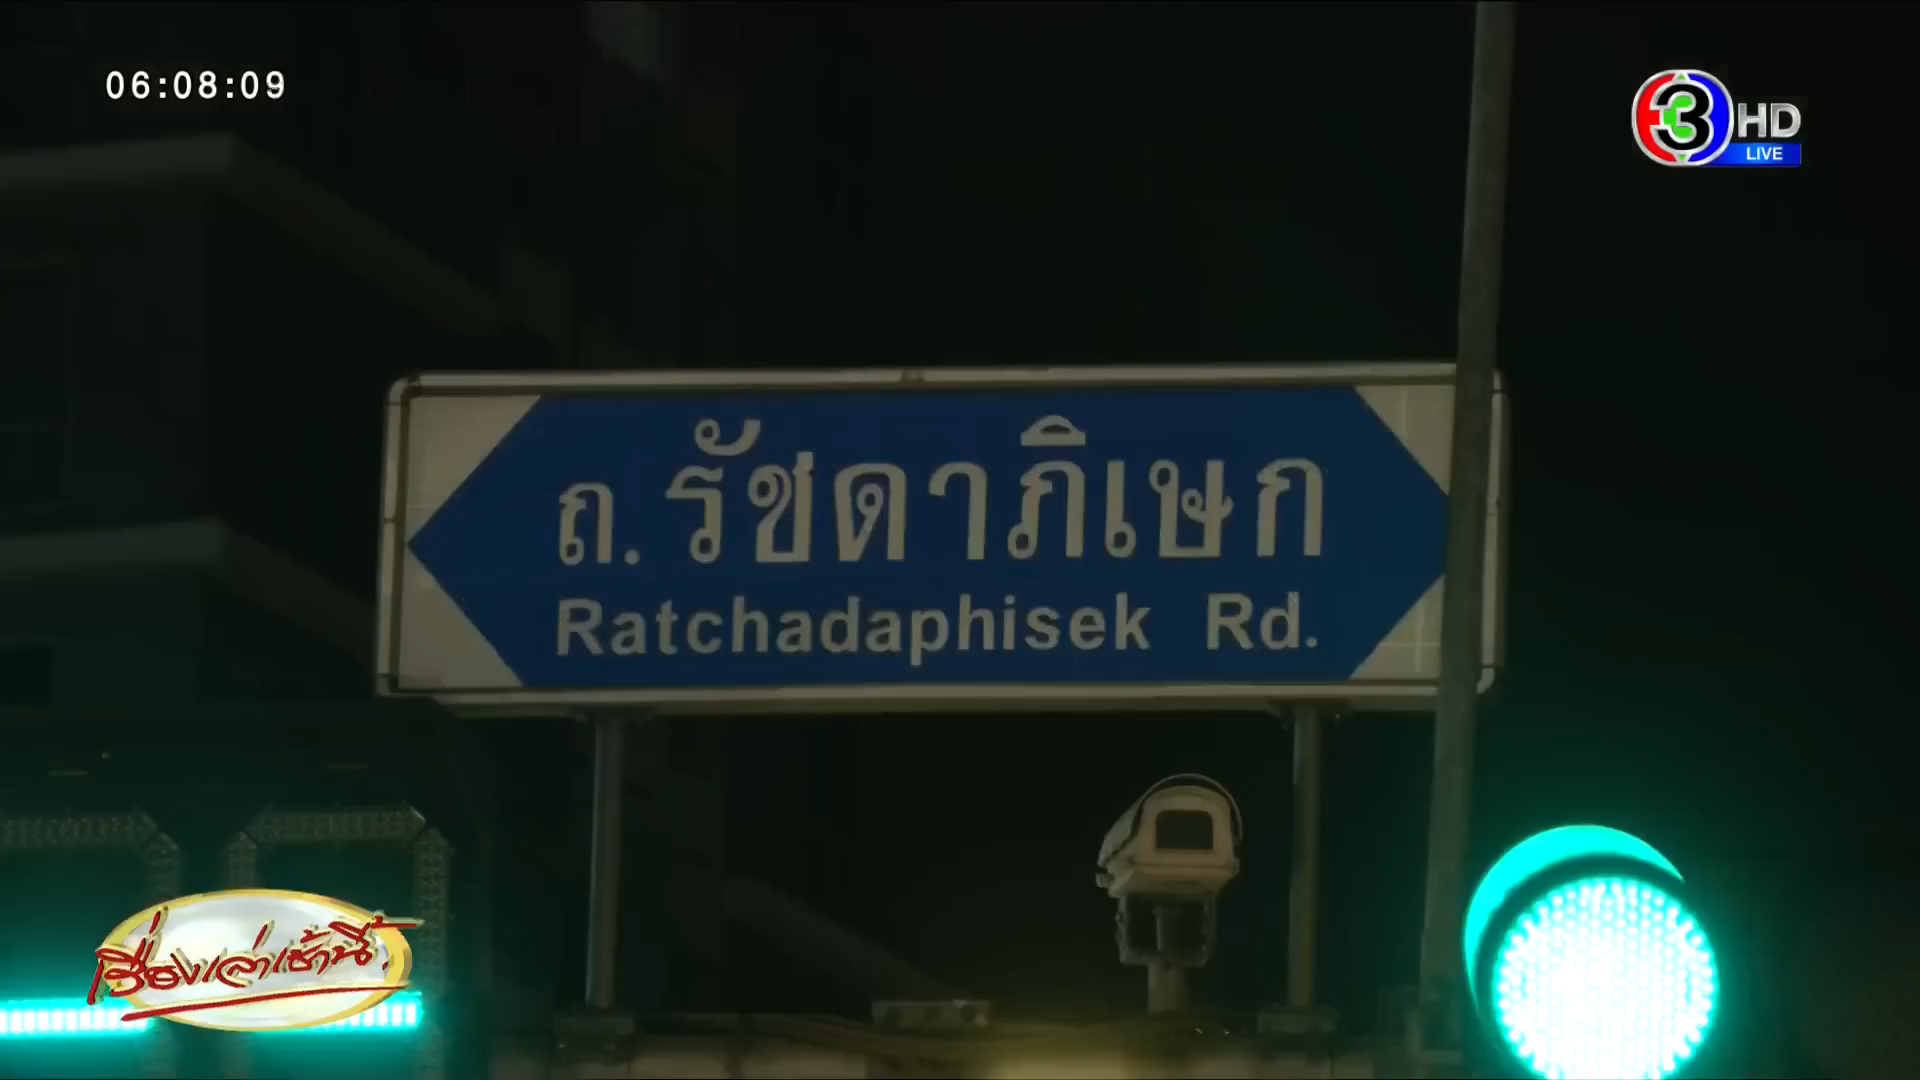 06:08:09
3 HD
LIVE
ถ.รัชดาภิเษก
Ratchadaphisek Rd.
เรื่องเล่าเช้านี้